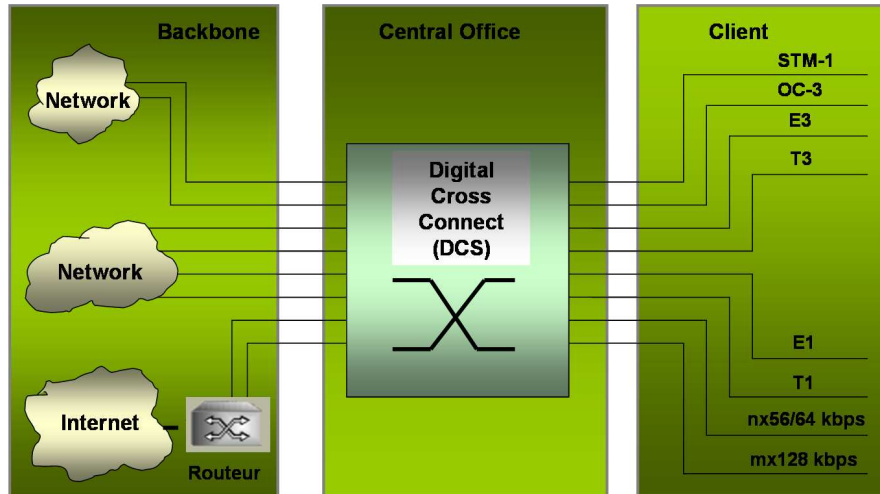 Backbone
Central Office
Client
Network
STM-1
OC-3
E3
T3
Digital
Cross
Connect
(DCS)
Network
E1
T1
Internet
nx56/64 kbps
Routeur
mx128 kbps